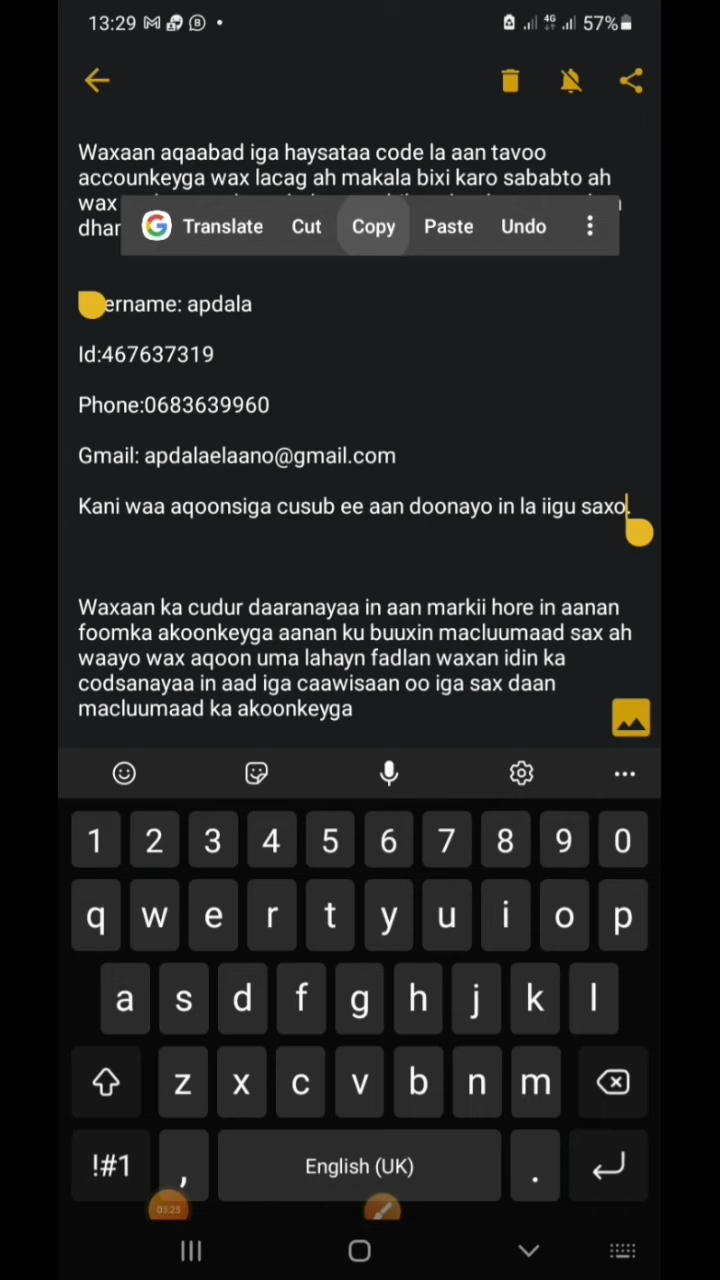 13:29
4G
57%
Waxaan aqaabad iga haysataa code la aan tavoo
accounkeyga wax lacag ah makala bixi karo sababto ah
wax
dhar
Translate Cut Copy Paste Undo
ername: apdala
Id:467637319
Phone:0683639960
Gmail: apdalaelaano@gmail.com
Kani waa aqoonsiga cusub ee aan doonayo in la iigu saxo.
Waxaan ka cudur daaranayaa in aan markii hore in aanan
foomka akoonkeyga aanan ku buuxin macluumaad sax ah
waayo wax aqoon uma lahayn fadlan waxan idin ka
codsanayaa in aad iga caawisaan oo iga sax daan
macluumaad ka akoonkeyga
1 2 3 4 5 6 7 8 9 0
q w e r t y u i o p
a s d f g h j k l
z x c v b n m
!#1 , English (UK) .
03:25